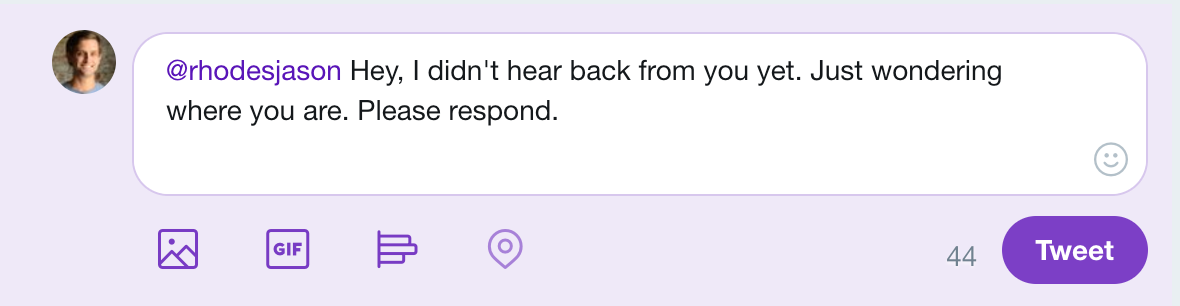 @rhodesjason Hey, I didn't hear back from you yet. Just wondering
where you are. Please respond.
GIF
44
Tweet